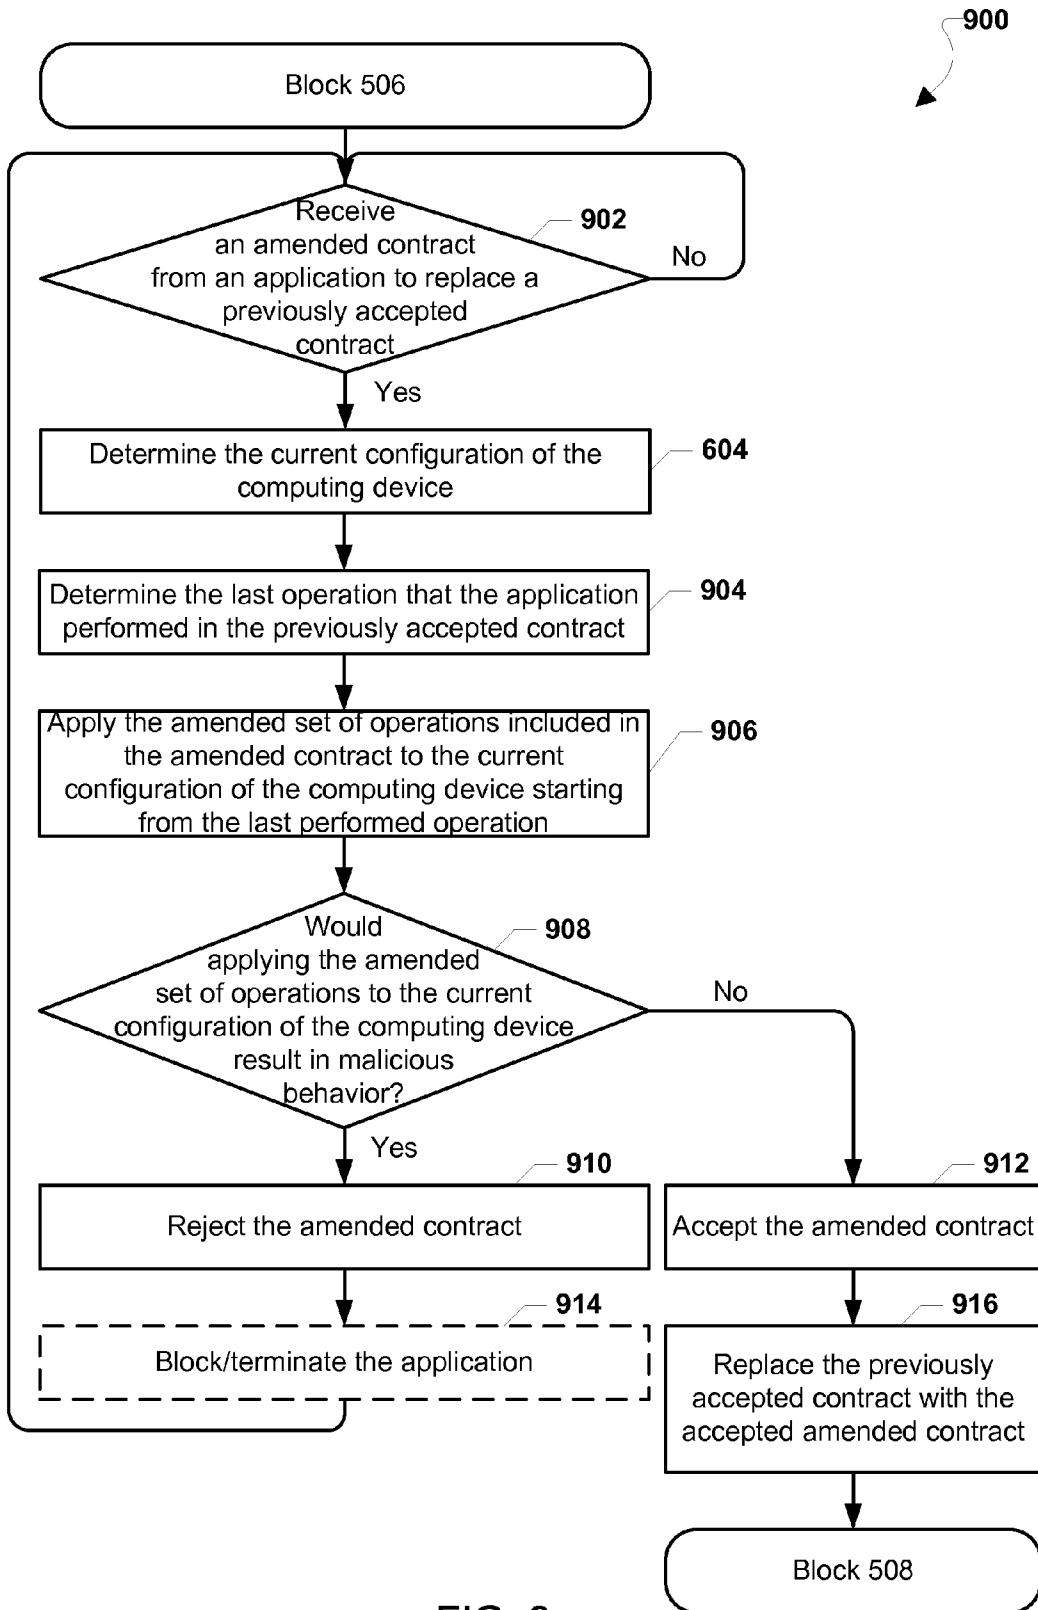 900
Block 506
Receive
an amended contract
from an application to replace a
previously accepted
contract
902
No
Yes
Determine the current configuration of the
computing device
604
Determine the last operation that the application
performed in the previously accepted contract
904
Apply the amended set of operations included in
the amended contract to the current
configuration of the computing device starting
from the last performed operation
906
Would
applying the amended
set of operations to the current
configuration of the computing device
result in malicious
behavior?
908
No
Yes
910
Reject the amended contract
912
Accept the amended contract
914
Block/terminate the application
916
Replace the previously
accepted contract with the
accepted amended contract
Block 508